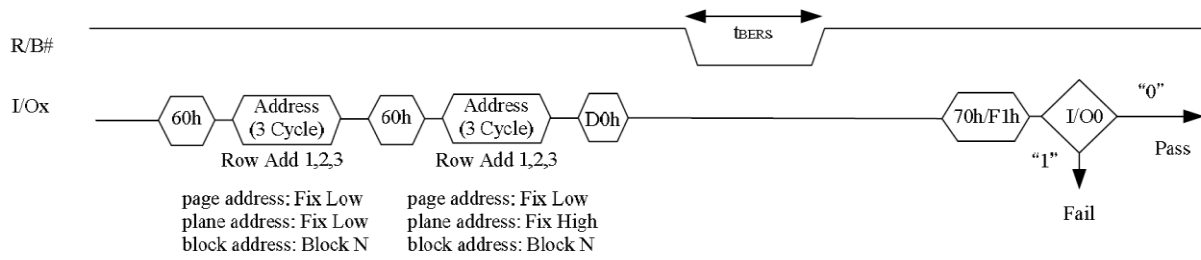 R/B#
tBERS
I/Ox
60h
Address
(3 Cycle)
60h
Address
(3 Cycle)
D0h
70h/F1h
I/O0
“0”
Pass
“1”
Fail
Row Add 1,2,3
Row Add 1,2,3
page address: Fix Low
plane address: Fix Low
block address: Block N
page address: Fix Low
plane address: Fix High
block address: Block N